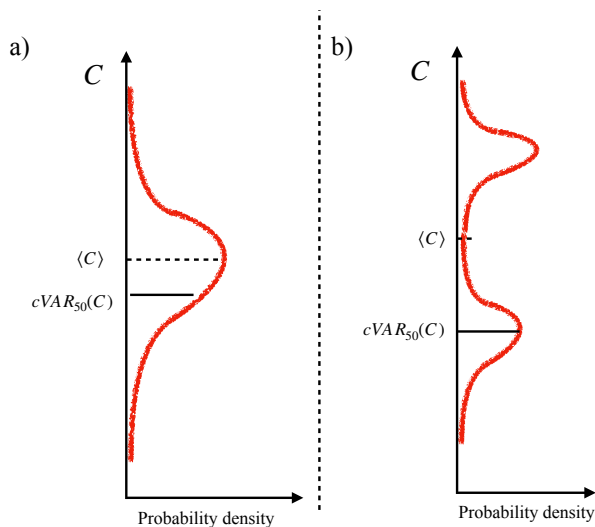 a)
C
⟨C⟩
cVAR₅₀(C)
Probability density
b)
C
⟨C⟩
cVAR₅₀(C)
Probability density